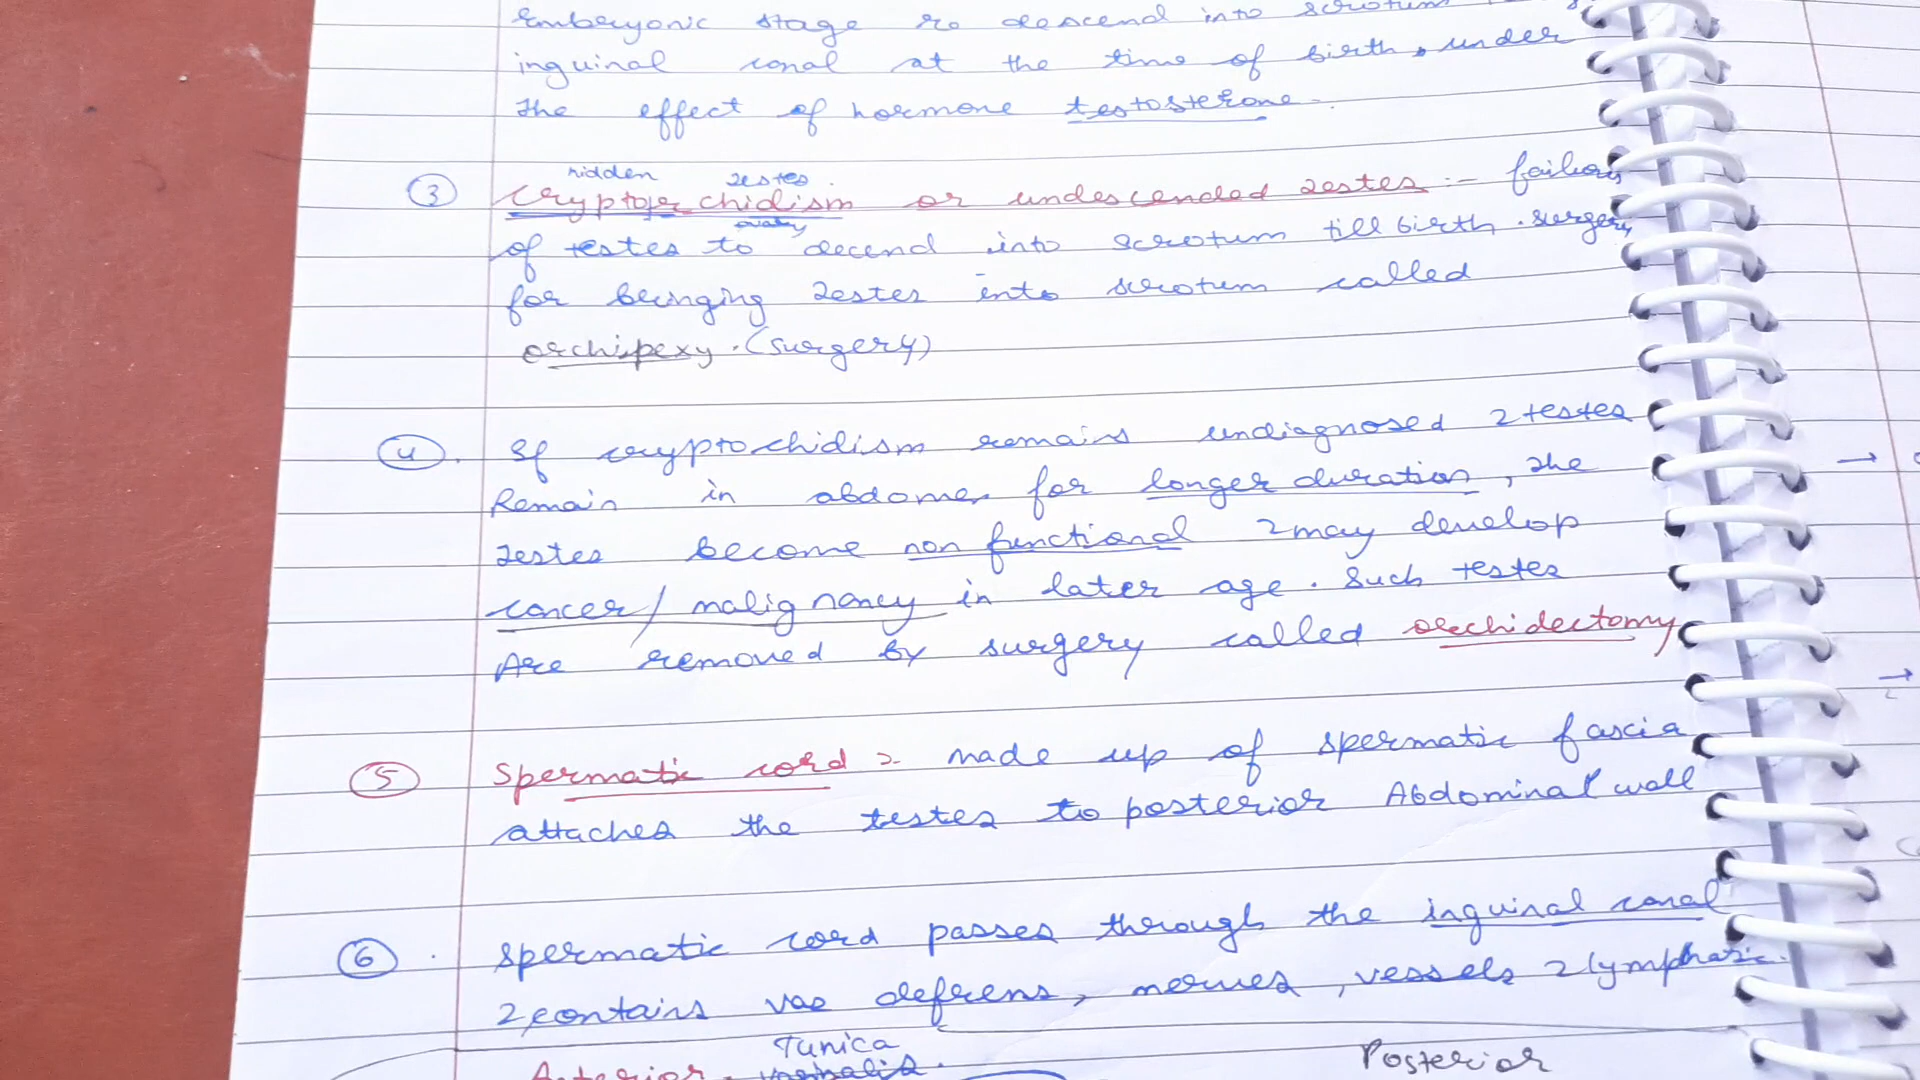 Embryonic stage re descend into scrotum
inguinal canal at the time of birth, under
the effect of hormone testosterone.
hidden testes.
③ Cryptorchidism or undescended testes :- failure
ovary
of testes to decend into scrotum till birth. surgery
for bringing testes into scrotum called
orchipexy. (surgery)
④. If cryptochidism remains undiagnosed & testes
Remain in abdomen for longer duration, the
testes become non functional & may develop
cancer/malignancy in later age. Such testes
Are removed by surgery called orchidectomy
⑤ Spermatic cord = made up of spermatic fascia
attaches the testes to posterior Abdominal wall
⑥. Spermatic cord passes through the inguinal canal
& contains vas defrens, nerves, vessels & lymphatic.
Tunica
Anterior. vaginalis. Posterior